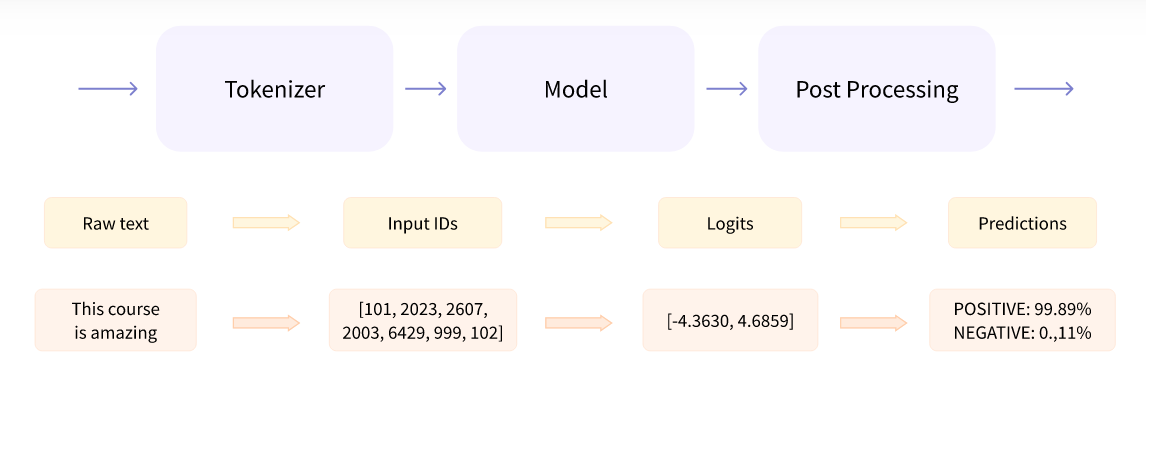 Tokenizer
Model
Post Processing
Raw text
Input IDs
Logits
Predictions
This course
is amazing
[101, 2023, 2607,
2003, 6429, 999, 102]
[-4.3630, 4.6859]
POSITIVE: 99.89%
NEGATIVE: 0.,11%